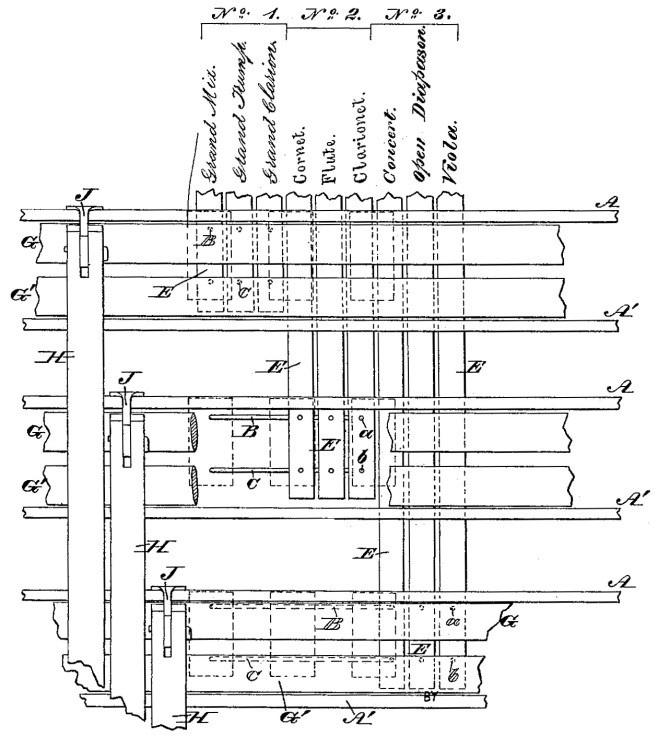 No. 1. No. 2. No. 3.
Grand Mix.
Grand Trump.
Grand Clarion.
Cornet.
Flute.
Clarionet.
Concert.
Open Diapason.
Viola.
J A
G B
G' E C
A'
H E E
J A
G B E a
G' C b
A'
H E
J A
B a G
C E b
G' A' BY
H